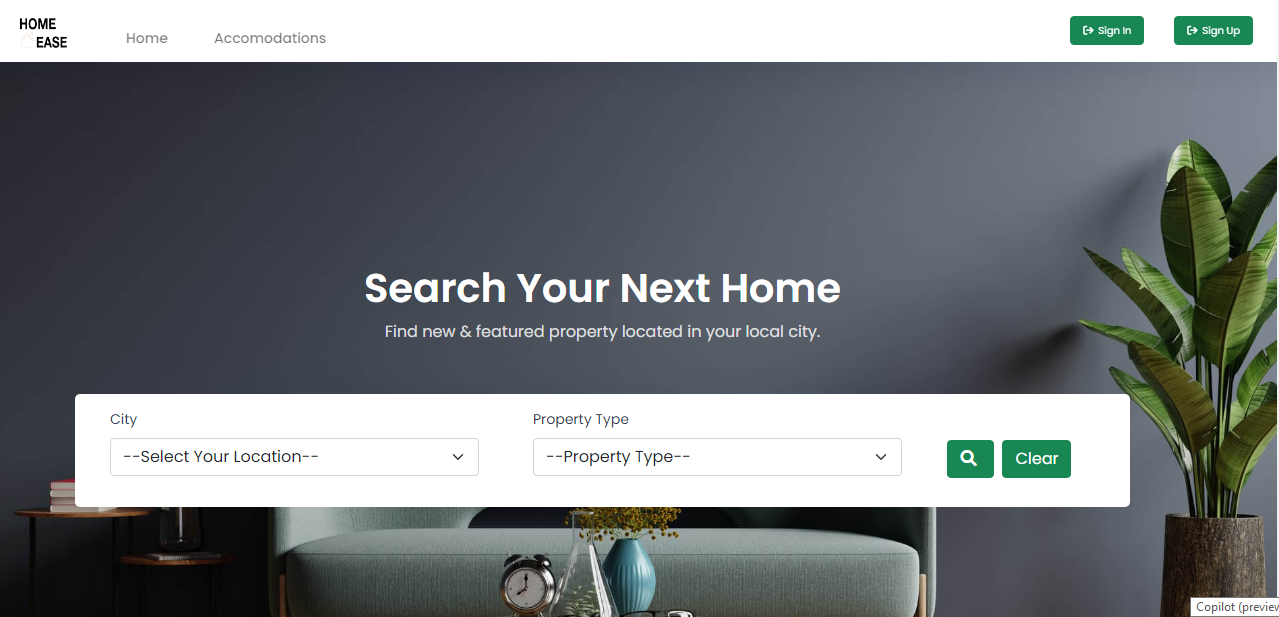 HOME
EASE
Home
Accomodations
Sign In
Sign Up
Search Your Next Home
Find new & featured property located in your local city.
City
Property Type
--Select Your Location--
--Property Type--
Clear
Copilot (preview